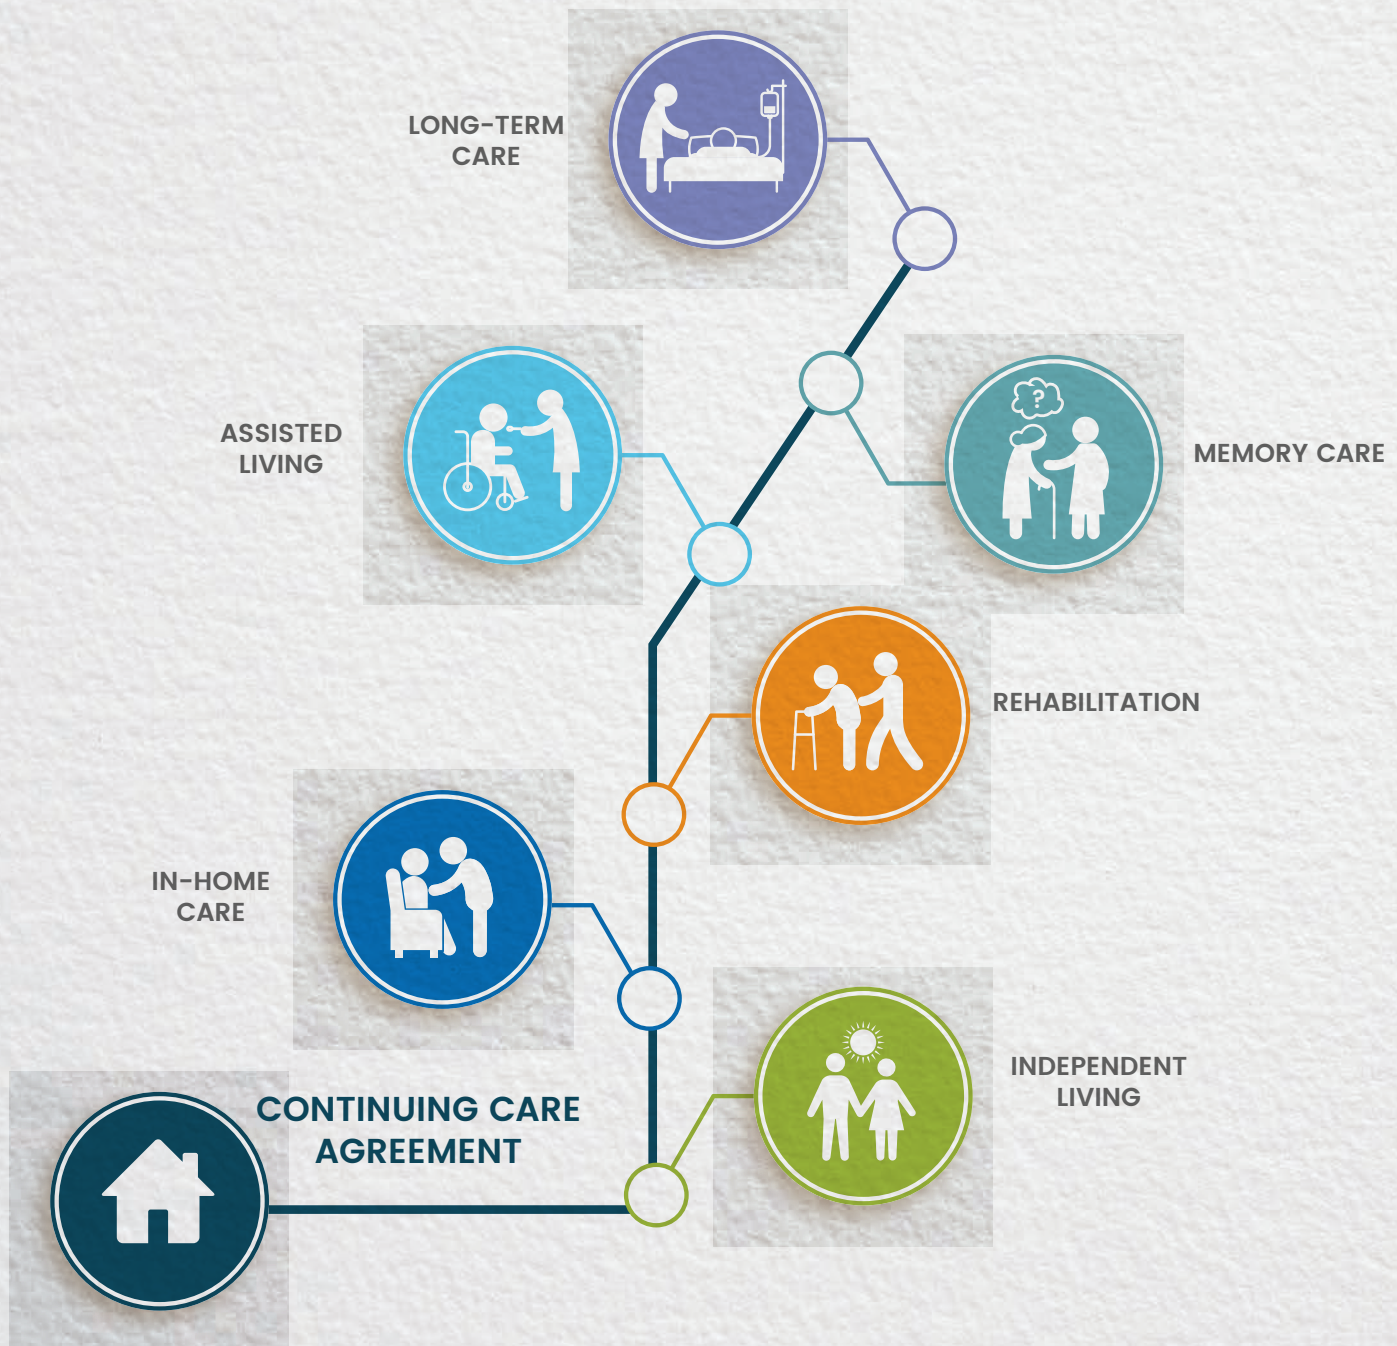 LONG-TERM
CARE
ASSISTED
LIVING
?
MEMORY CARE
REHABILITATION
IN-HOME
CARE
INDEPENDENT
LIVING
CONTINUING CARE
AGREEMENT